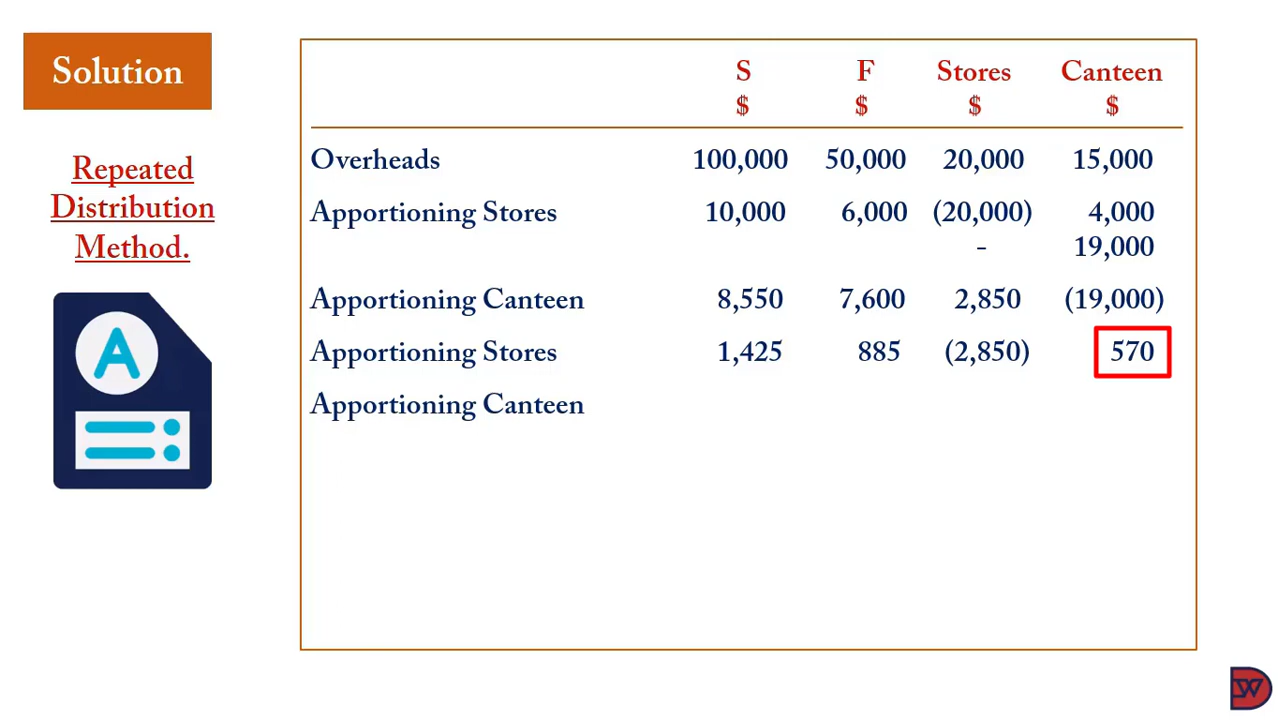 Solution
Repeated
Distribution
Method.
A
S F Stores Canteen
$ $ $ $
Overheads 100,000 50,000 20,000 15,000
Apportioning Stores 10,000 6,000 (20,000) 4,000
- 19,000
Apportioning Canteen 8,550 7,600 2,850 (19,000)
Apportioning Stores 1,425 885 (2,850) 570
Apportioning Canteen